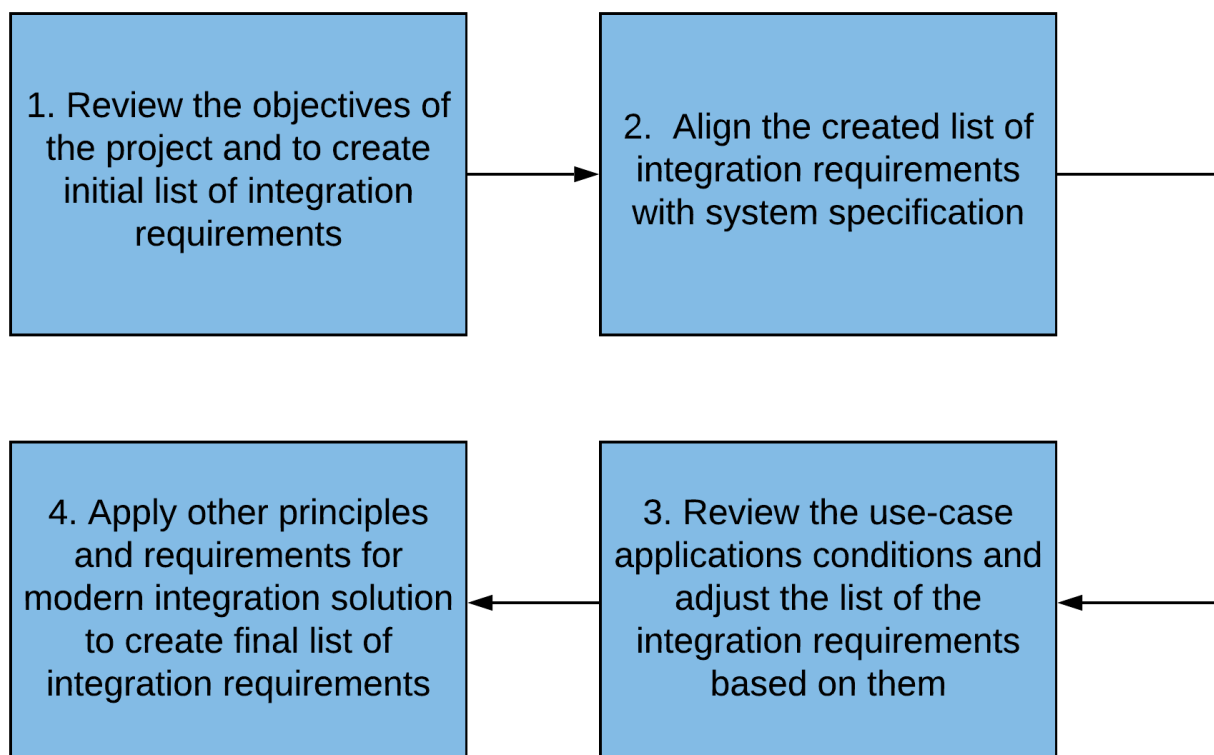 1. Review the objectives of
the project and to create
initial list of integration
requirements
2.  Align the created list of
integration requirements
with system specification
3. Review the use-case
applications conditions and
adjust the list of the
integration requirements
based on them
4. Apply other principles
and requirements for
modern integration solution
to create final list of
integration requirements